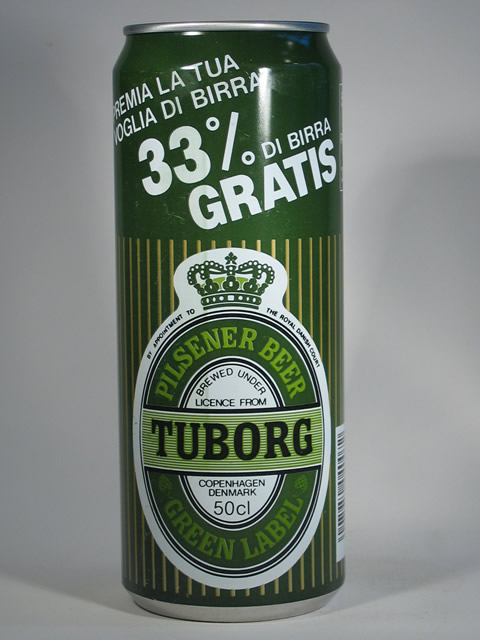 PREMIA LA TUA
VOGLIA DI BIRRA
33% DI BIRRA
GRATIS
BY APPOINTMENT TO THE ROYAL DANISH COURT
PILSENER BEER
BREWED UNDER
LICENCE FROM
TUBORG
COPENHAGEN
DENMARK
50cl
GREEN LABEL